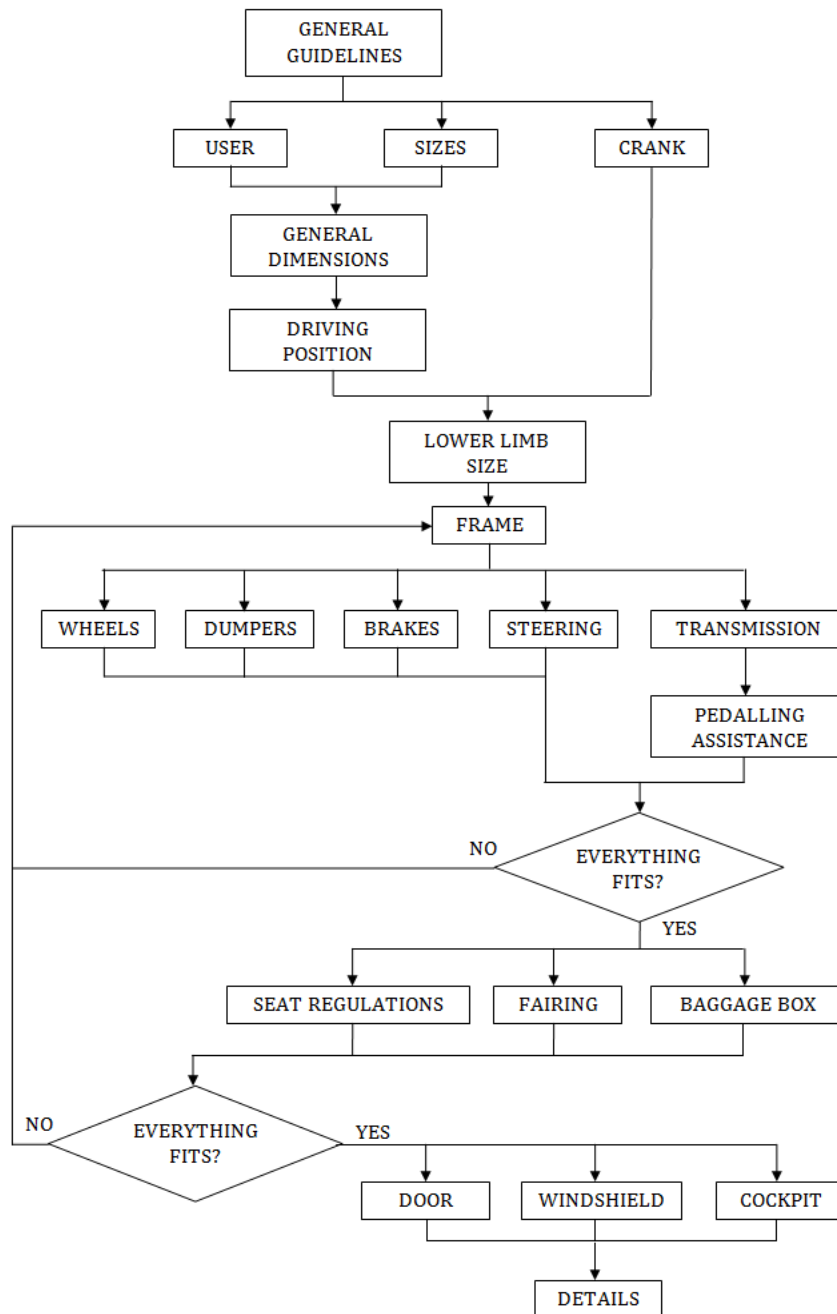 GENERAL
GUIDELINES
USER
SIZES
CRANK
GENERAL
DIMENSIONS
DRIVING
POSITION
LOWER LIMB
SIZE
FRAME
WHEELS
DUMPERS
BRAKES
STEERING
TRANSMISSION
PEDALLING
ASSISTANCE
NO
EVERYTHING
FITS?
YES
SEAT REGULATIONS
FAIRING
BAGGAGE BOX
NO
EVERYTHING
FITS?
YES
DOOR
WINDSHIELD
COCKPIT
DETAILS